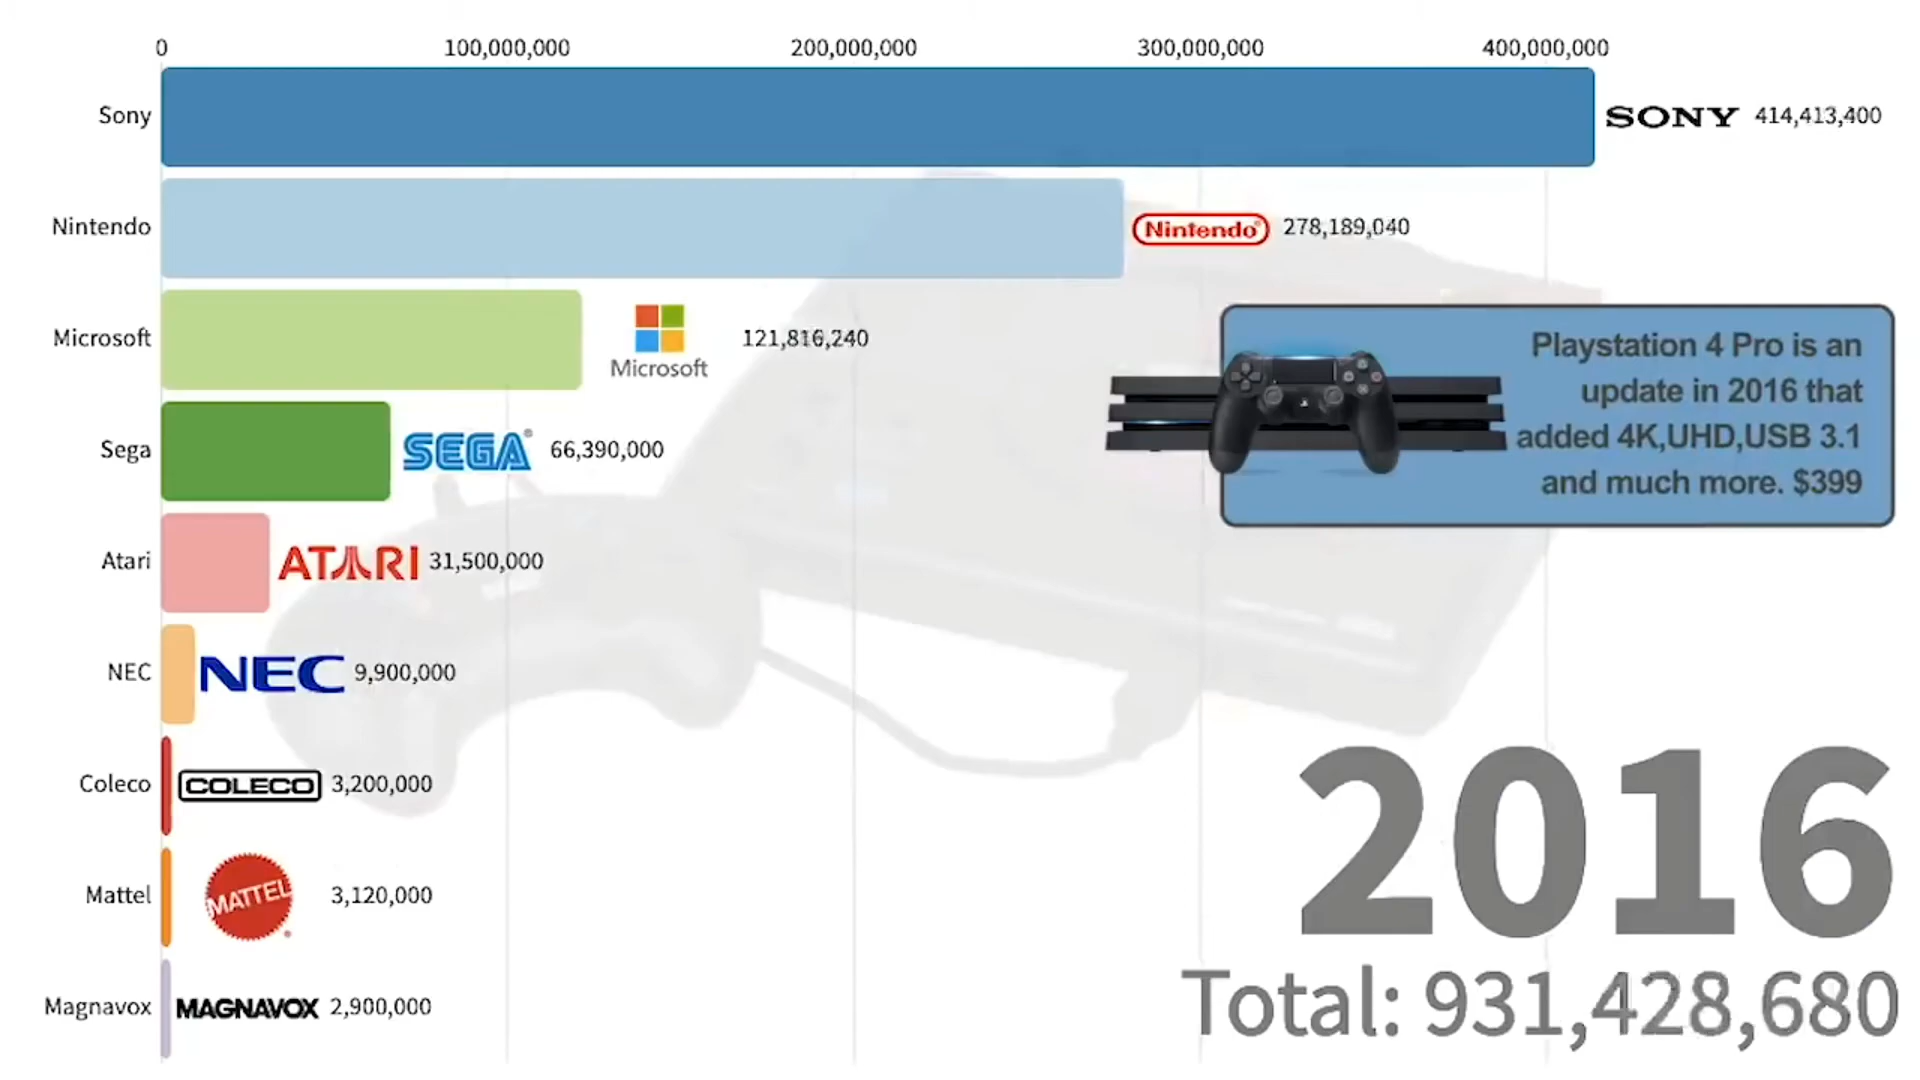 0 100,000,000 200,000,000 300,000,000 400,000,000
Sony SONY 414,413,400
Nintendo Nintendo® 278,189,040
Microsoft Microsoft 121,816,240
Playstation 4 Pro is an
update in 2016 that
added 4K,UHD,USB 3.1
and much more. $399
Sega SEGA® 66,390,000
Atari ATARI 31,500,000
NEC NEC 9,900,000
Coleco COLECO 3,200,000
Mattel MATTEL® 3,120,000
Magnavox MAGNAVOX 2,900,000
2016
Total: 931,428,680